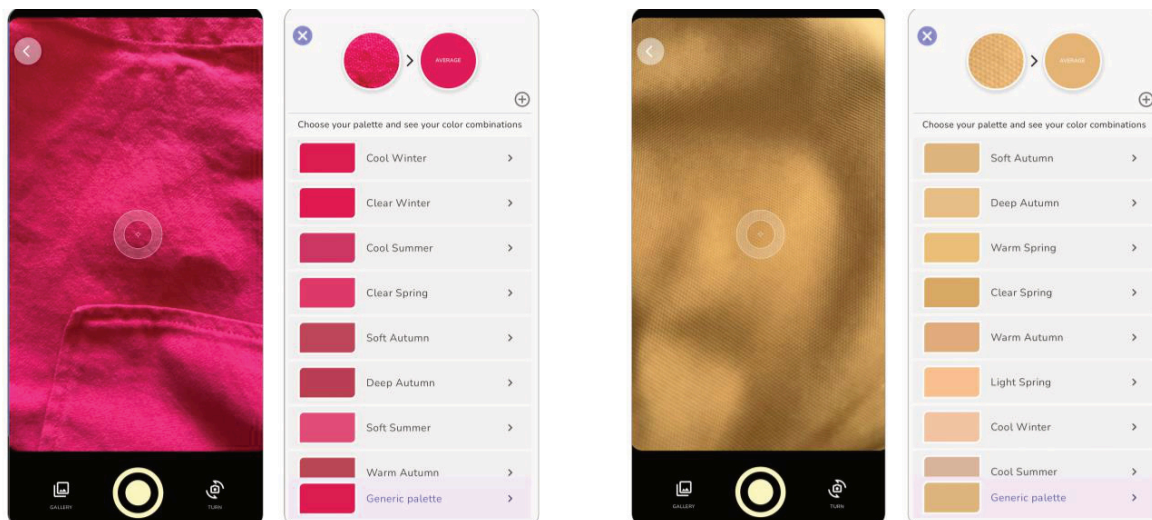 GALLERY
TURN
AVERAGE
Choose your palette and see your color combinations
Cool Winter
Clear Winter
Cool Summer
Clear Spring
Soft Autumn
Deep Autumn
Soft Summer
Warm Autumn
Generic palette
GALLERY
TURN
AVERAGE
Choose your palette and see your color combinations
Soft Autumn
Deep Autumn
Warm Spring
Clear Spring
Warm Autumn
Light Spring
Cool Winter
Cool Summer
Generic palette